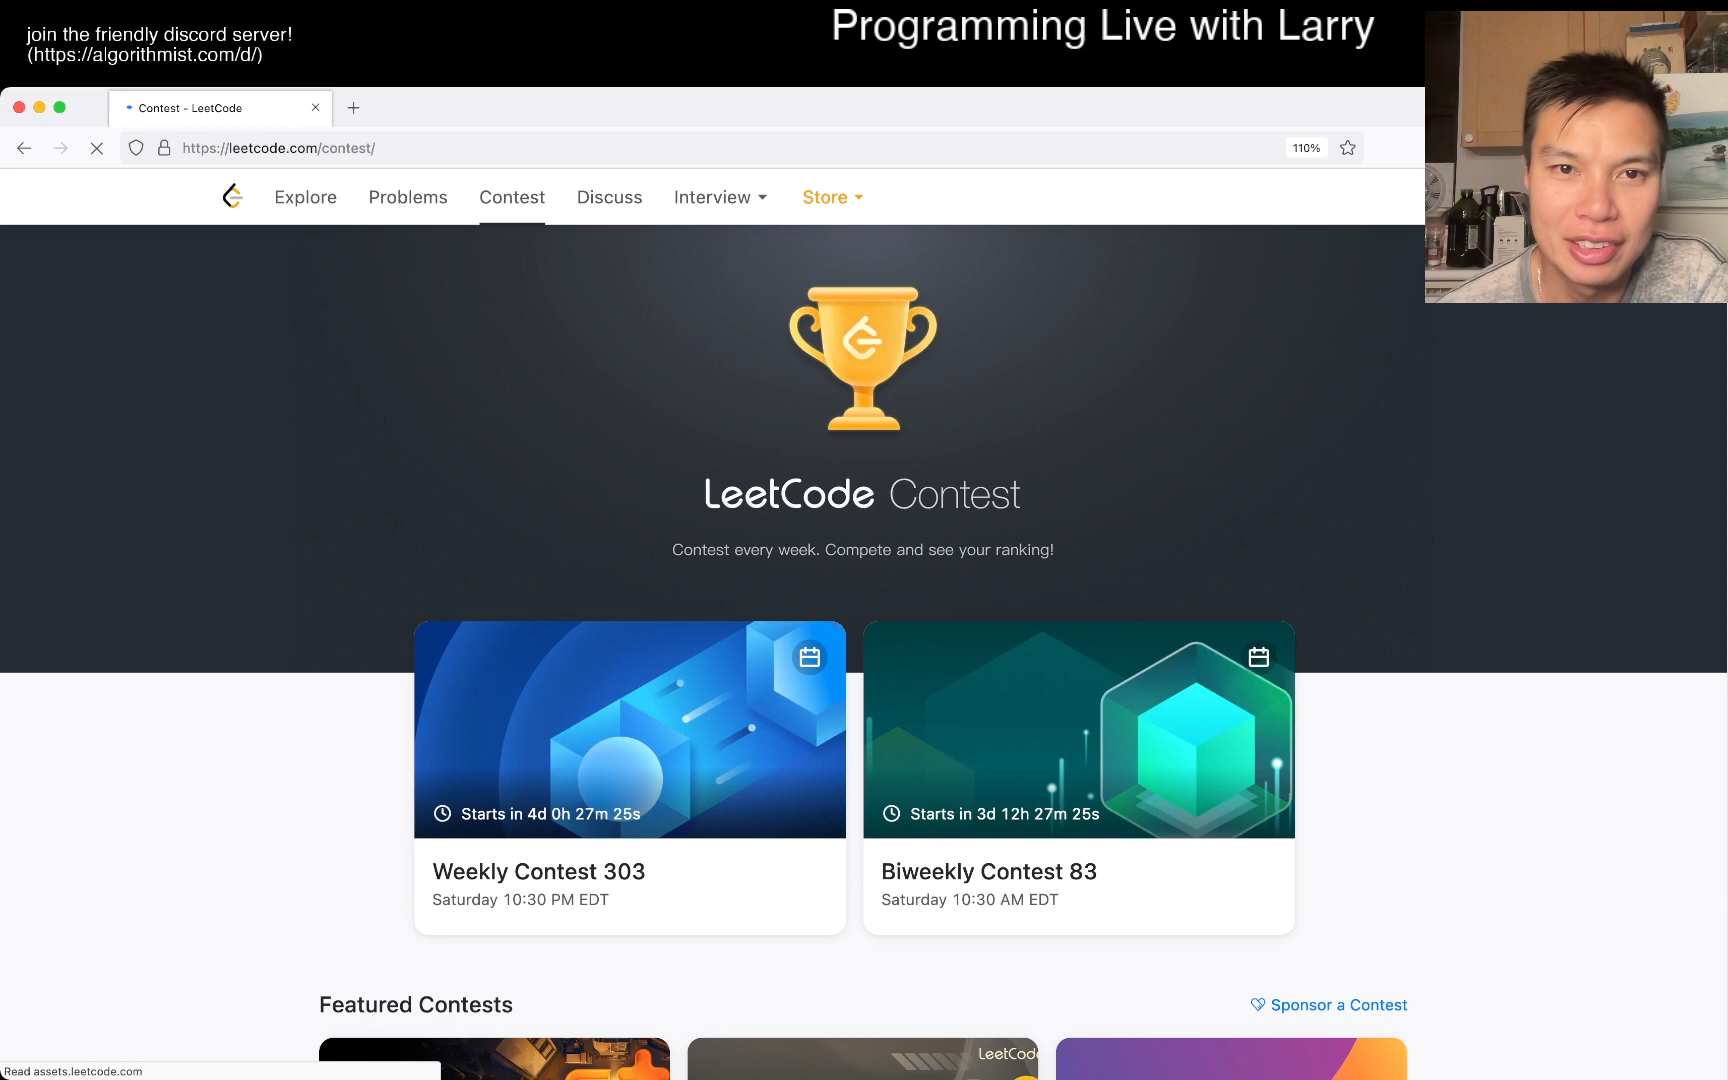 join the friendly discord server!
(https://algorithmist.com/d/)
Programming Live with Larry
Contest - LeetCode
https://leetcode.com/contest/
110%
Explore Problems Contest Discuss Interview Store
LeetCode Contest
Contest every week. Compete and see your ranking!
Starts in 4d 0h 27m 25s
Starts in 3d 12h 27m 25s
Weekly Contest 303
Saturday 10:30 PM EDT
Biweekly Contest 83
Saturday 10:30 AM EDT
Featured Contests
Sponsor a Contest
LeetCode
Read assets.leetcode.com